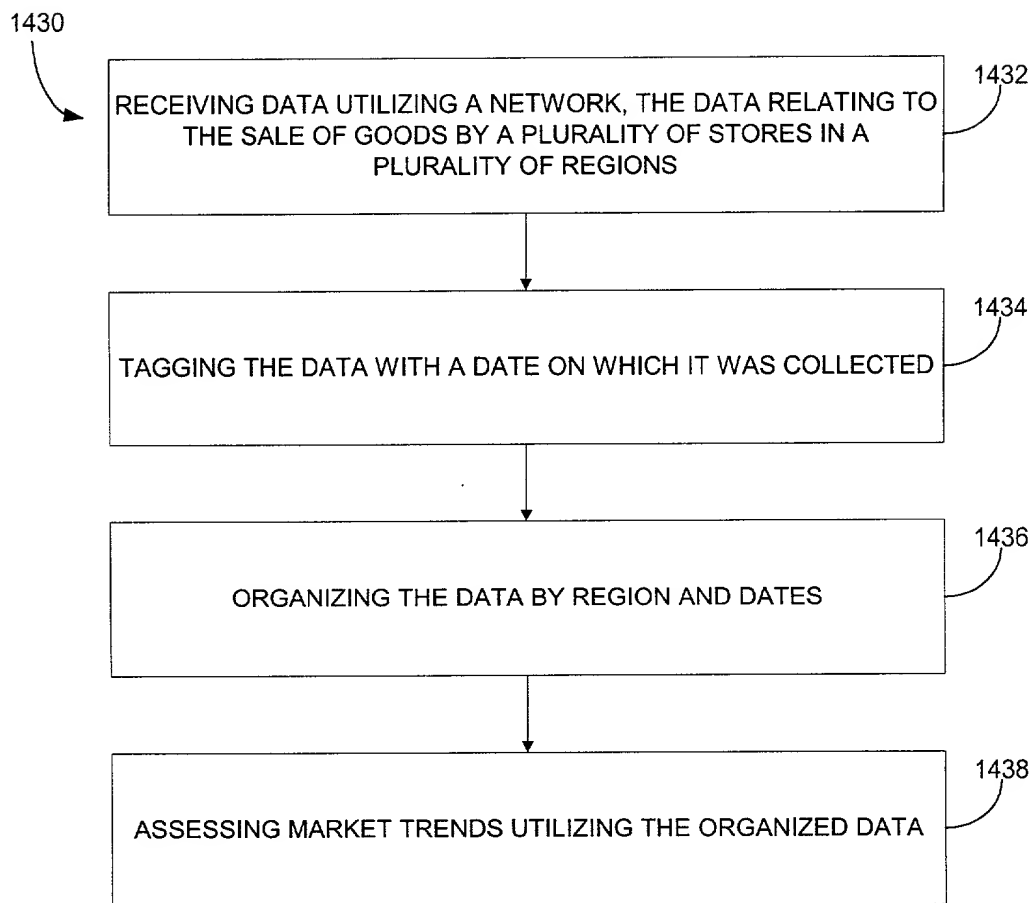 1430
1432
RECEIVING DATA UTILIZING A NETWORK, THE DATA RELATING TO
THE SALE OF GOODS BY A PLURALITY OF STORES IN A
PLURALITY OF REGIONS
1434
TAGGING THE DATA WITH A DATE ON WHICH IT WAS COLLECTED
1436
ORGANIZING THE DATA BY REGION AND DATES
1438
ASSESSING MARKET TRENDS UTILIZING THE ORGANIZED DATA